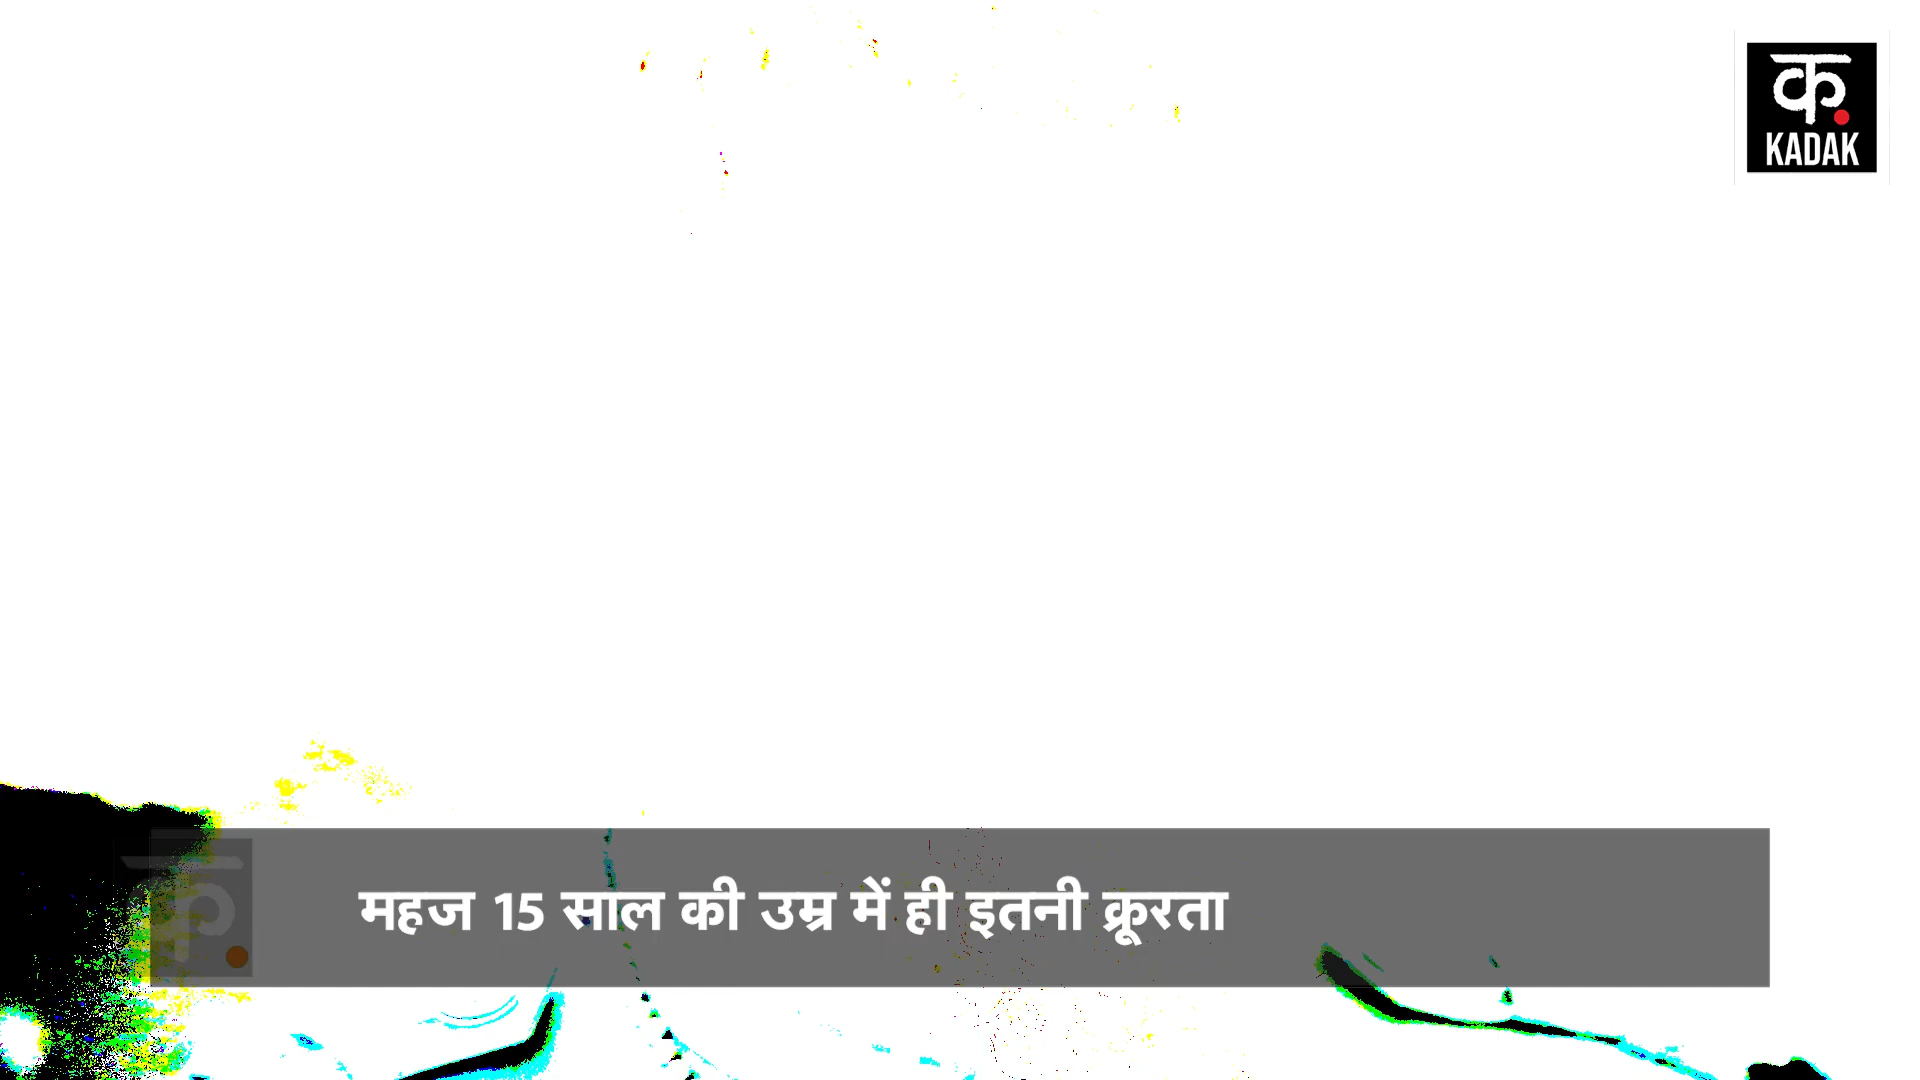 क
KADAK
महज 15 साल की उम्र में ही इतनी क्रूरता